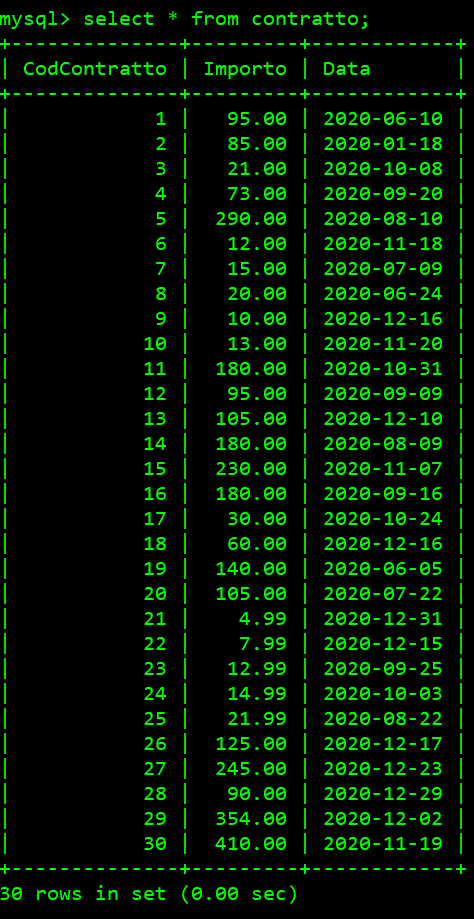 mysql> select * from contratto;
+--------------+---------+------------+
| CodContratto | Importo | Data       |
+--------------+---------+------------+
|            1 |   95.00 | 2020-06-10 |
|            2 |   85.00 | 2020-01-18 |
|            3 |   21.00 | 2020-10-08 |
|            4 |   73.00 | 2020-09-20 |
|            5 |  290.00 | 2020-08-10 |
|            6 |   12.00 | 2020-11-18 |
|            7 |   15.00 | 2020-07-09 |
|            8 |   20.00 | 2020-06-24 |
|            9 |   10.00 | 2020-12-16 |
|           10 |   13.00 | 2020-11-20 |
|           11 |  180.00 | 2020-10-31 |
|           12 |   95.00 | 2020-09-09 |
|           13 |  105.00 | 2020-12-10 |
|           14 |  180.00 | 2020-08-09 |
|           15 |  230.00 | 2020-11-07 |
|           16 |  180.00 | 2020-09-16 |
|           17 |   30.00 | 2020-10-24 |
|           18 |   60.00 | 2020-12-16 |
|           19 |  140.00 | 2020-06-05 |
|           20 |  105.00 | 2020-07-22 |
|           21 |    4.99 | 2020-12-31 |
|           22 |    7.99 | 2020-12-15 |
|           23 |   12.99 | 2020-09-25 |
|           24 |   14.99 | 2020-10-03 |
|           25 |   21.99 | 2020-08-22 |
|           26 |  125.00 | 2020-12-17 |
|           27 |  245.00 | 2020-12-23 |
|           28 |   90.00 | 2020-12-29 |
|           29 |  354.00 | 2020-12-02 |
|           30 |  410.00 | 2020-11-19 |
+--------------+---------+------------+
30 rows in set (0.00 sec)